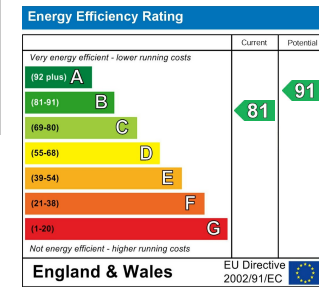 Energy Efficiency Rating
Current Potential
Very energy efficient - lower running costs
(92 plus) A
(81-91) B
(69-80) C
(55-68) D
(39-54) E
(21-38) F
(1-20) G
81
91
Not energy efficient - higher running costs
England & Wales
EU Directive
2002/91/EC